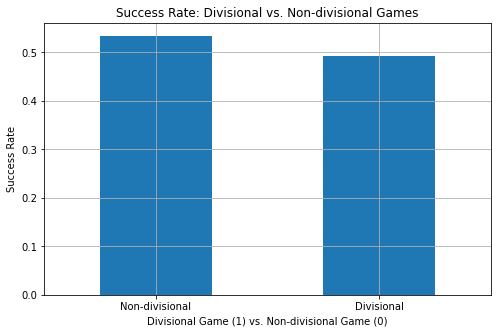 Success Rate: Divisional vs. Non-divisional Games
Success Rate
0.5
0.4
0.3
0.2
0.1
0.0
Non-divisional
Divisional
Divisional Game (1) vs. Non-divisional Game (0)